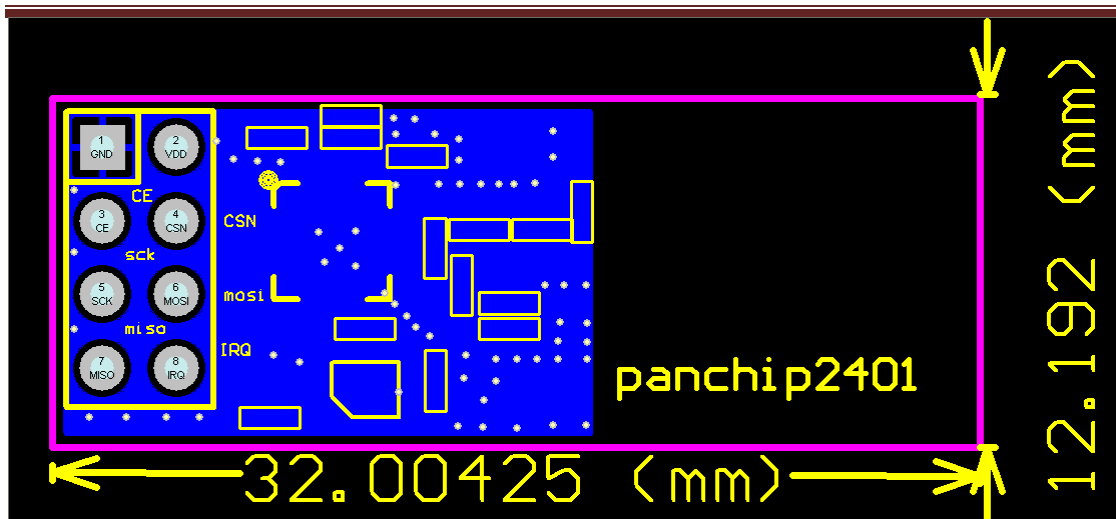 1
GND
2
VDD
CE
3
CE
4
CSN
CSN
sck
5
SCK
6
MOSI
mosi
miso
7
MISO
8
IRQ
IRQ
panchip2401
32.00425 (mm)
12.192 (mm)